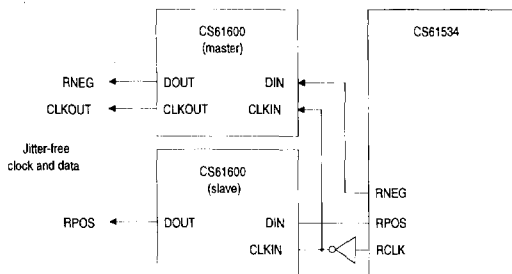 CS61600
(master)
CS61534
RNEG
DOUT
DIN
CLKOUT
CLKOUT
CLKIN
Jitter-free
clock and data
CS61600
(slave)
RNEG
RPOS
DOUT
DIN
RPOS
CLKIN
RCLK